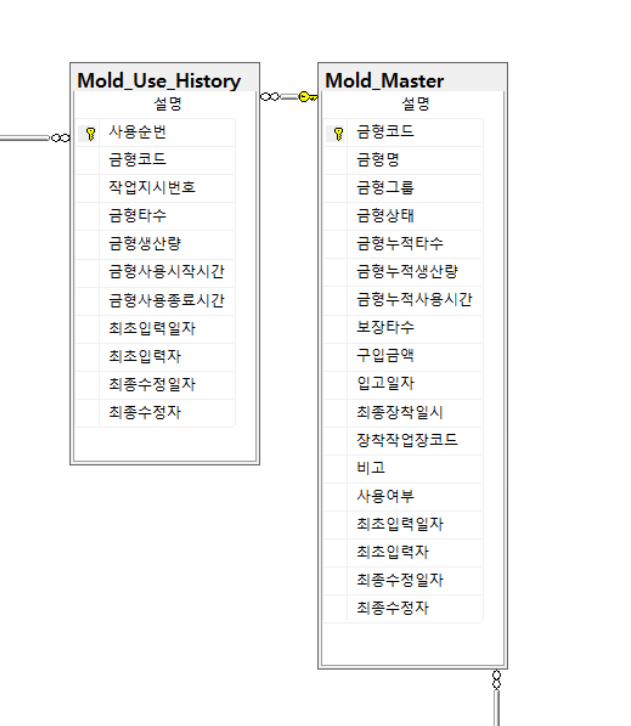 Mold_Use_History
설명
사용순번
금형코드
작업지시번호
금형타수
금형생산량
금형사용시작시간
금형사용종료시간
최초입력일자
최초입력자
최종수정일자
최종수정자
Mold_Master
설명
금형코드
금형명
금형그룹
금형상태
금형누적타수
금형누적생산량
금형누적사용시간
보장타수
구입금액
입고일자
최종장착일시
장착작업장코드
비고
사용여부
최초입력일자
최초입력자
최종수정일자
최종수정자